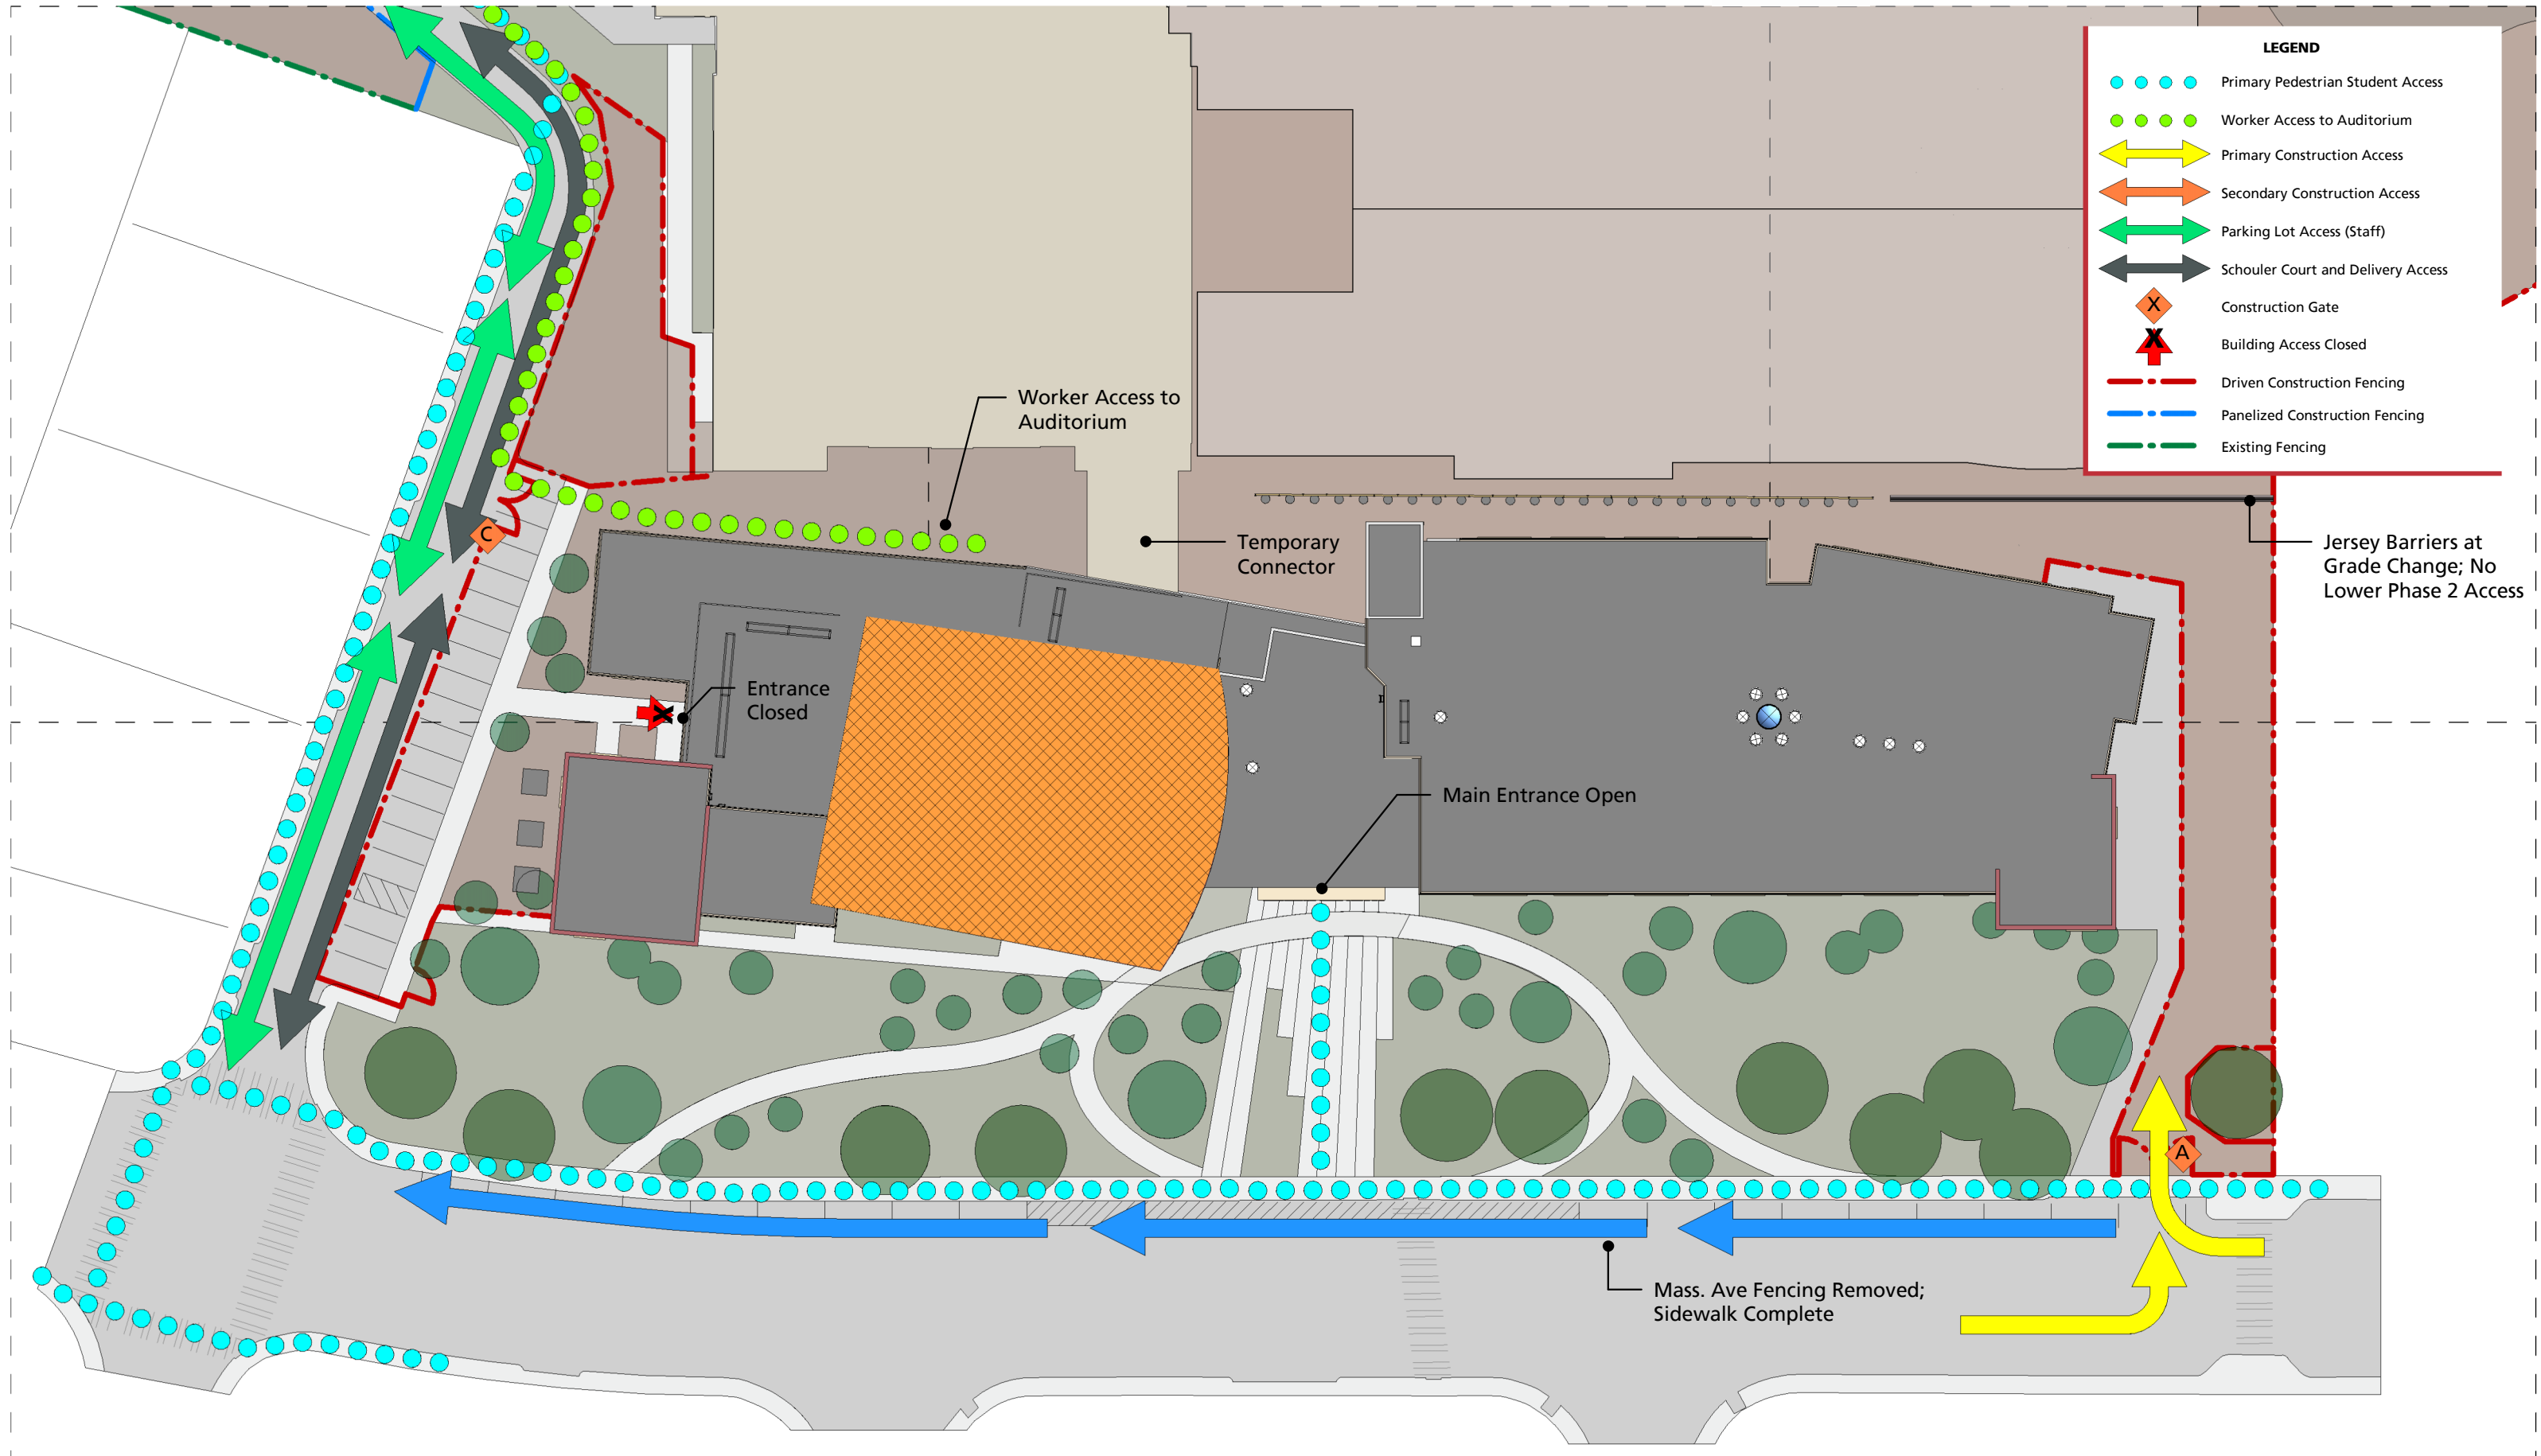 LEGEND
Primary Pedestrian Student Access
Worker Access to Auditorium
Primary Construction Access
Secondary Construction Access
Parking Lot Access (Staff)
Schouler Court and Delivery Access
X
Construction Gate
X
Building Access Closed
Driven Construction Fencing
Panelized Construction Fencing
Existing Fencing
Worker Access to
Auditorium
Temporary
Connector
Jersey Barriers at
Grade Change; No
Lower Phase 2 Access
C
Entrance
Closed
X
Main Entrance Open
A
Mass. Ave Fencing Removed;
Sidewalk Complete